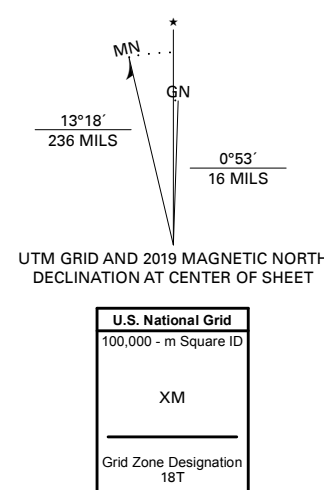 ★
MN
GN
13°18´
236 MILS
0°53´
16 MILS
UTM GRID AND 2019 MAGNETIC NORTH
DECLINATION AT CENTER OF SHEET
U.S. National Grid
100,000 - m Square ID
XM
Grid Zone Designation
18T